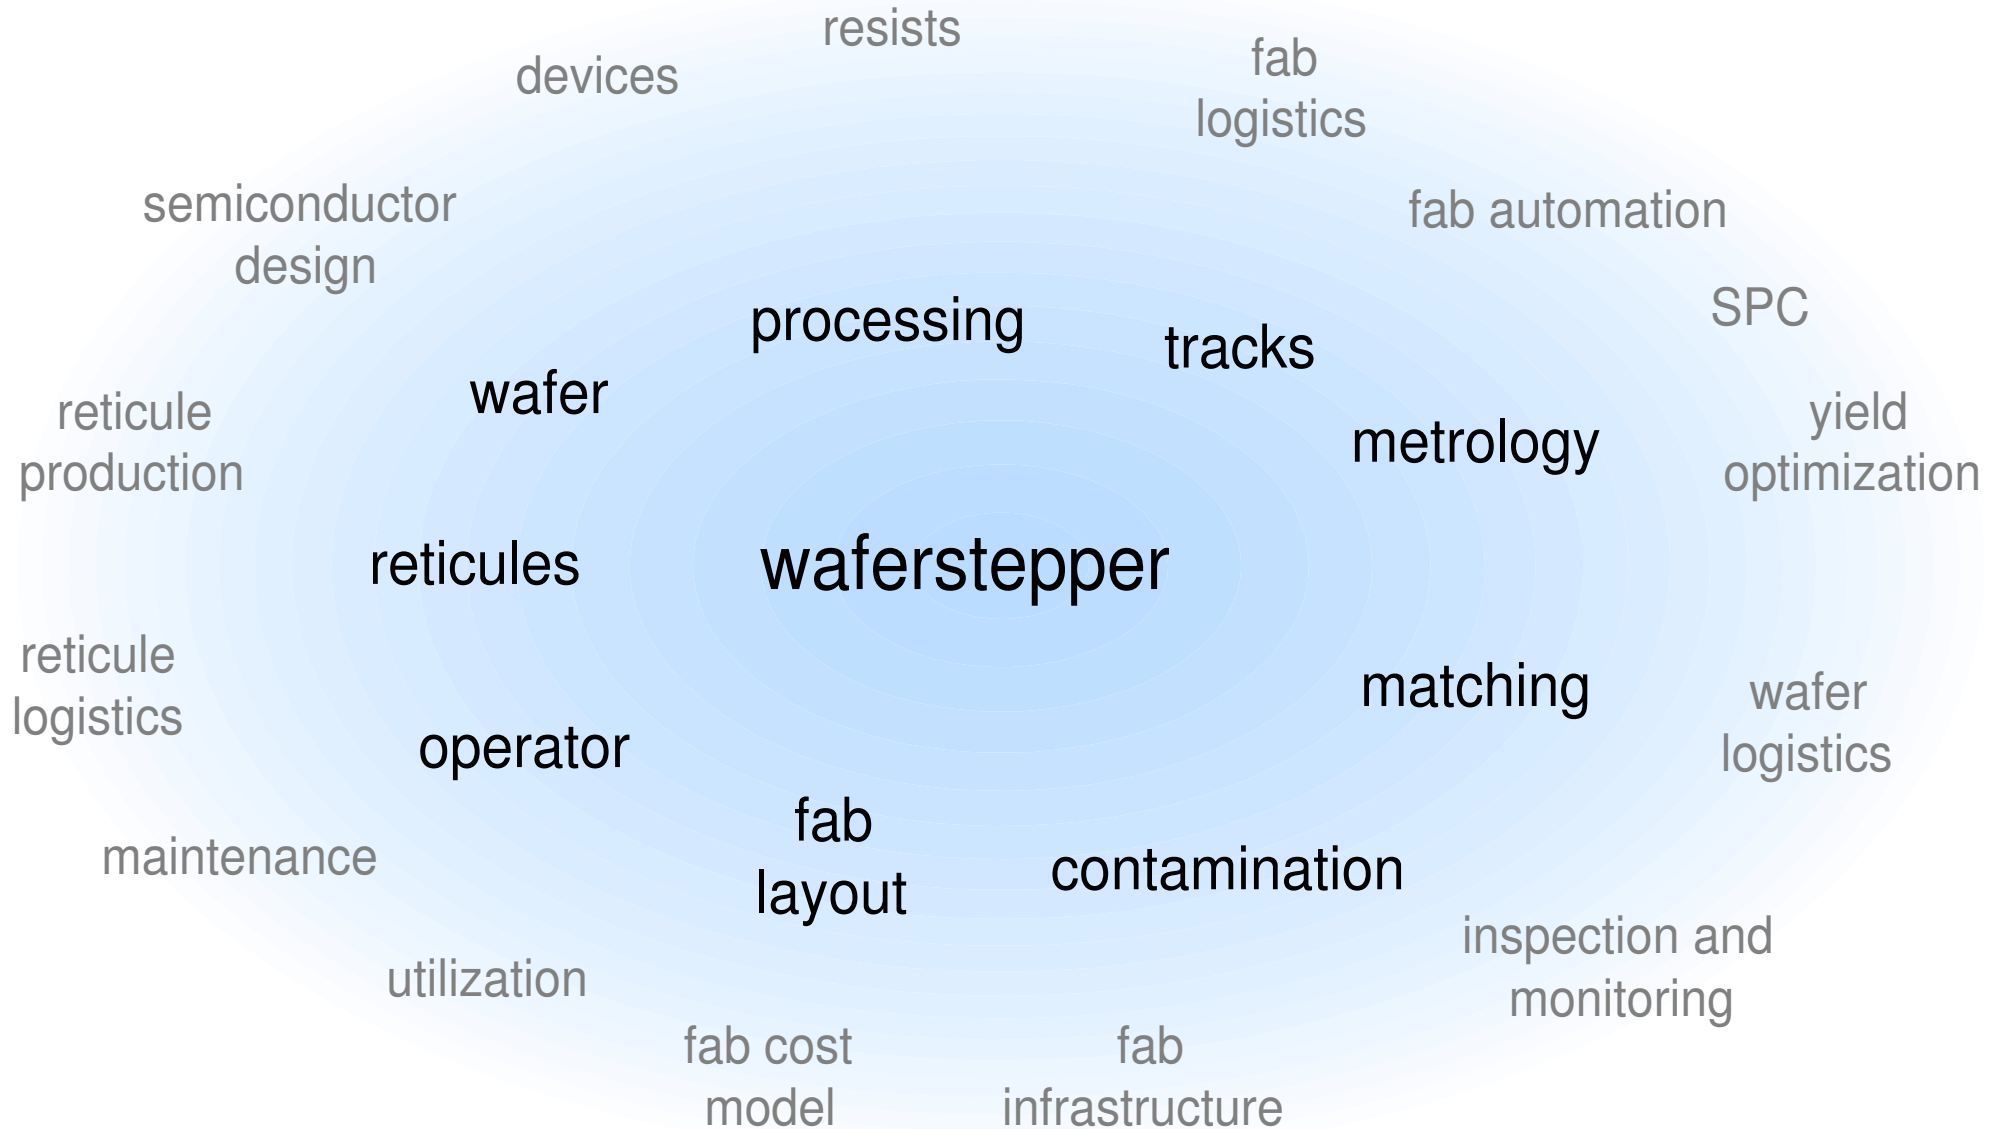 resists
devices
fab
logistics
semiconductor
design
fab automation
SPC
processing
tracks
wafer
metrology
reticule
production
yield
optimization
reticules
waferstepper
reticule
logistics
matching
wafer
logistics
operator
fab
layout
contamination
maintenance
inspection and
monitoring
utilization
fab cost
model
fab
infrastructure